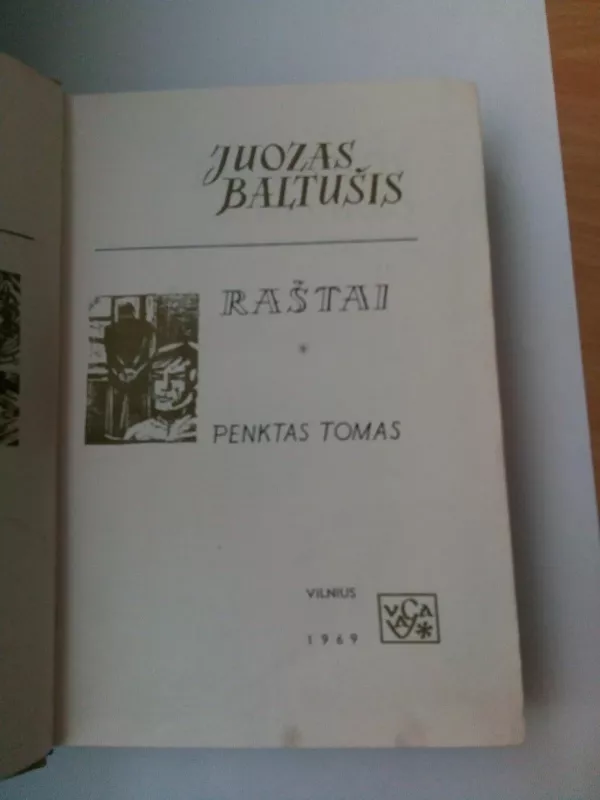 JUOZAS
BALTUŠIS
RAŠTAI
*
PENKTAS TOMAS
VILNIUS
1969